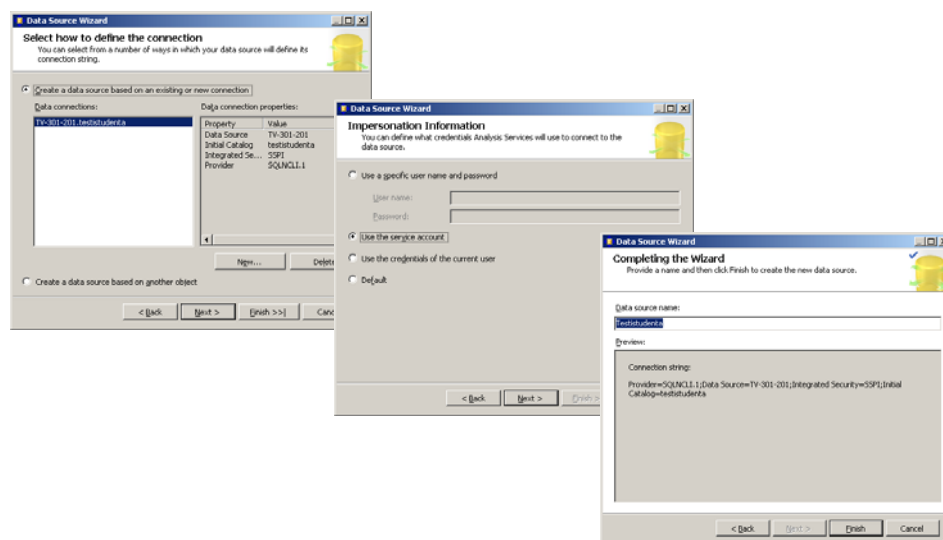 Data Source Wizard
Select how to define the connection
You can select from a number of ways in which your data source will define its
connection string.
Create a data source based on an existing or new connection
Data connections:
TV-301-201.testistudenta
Data connection properties:
Property Value
Data Source TV-301-201
Initial Catalog testistudenta
Integrated Se... SSPI
Provider SQLNCLI.1
New...
Delete
Create a data source based on another object
< Back
Next >
Finish >>|
Canc
Data Source Wizard
Impersonation Information
You can define what credentials Analysis Services will use to connect to the
data source.
Use a specific user name and password
User name:
Password:
Use the service account
Use the credentials of the current user
Default
< Back
Next >
Finish >
Data Source Wizard
Completing the Wizard
Provide a name and then click Finish to create the new data source.
Data source name:
Testistudenta
Preview:
Connection string:
Provider=SQLNCLI.1;Data Source=TV-301-201;Integrated Security=SSPI;Initial
Catalog=testistudenta
< Back
Next >
Finish
Cancel